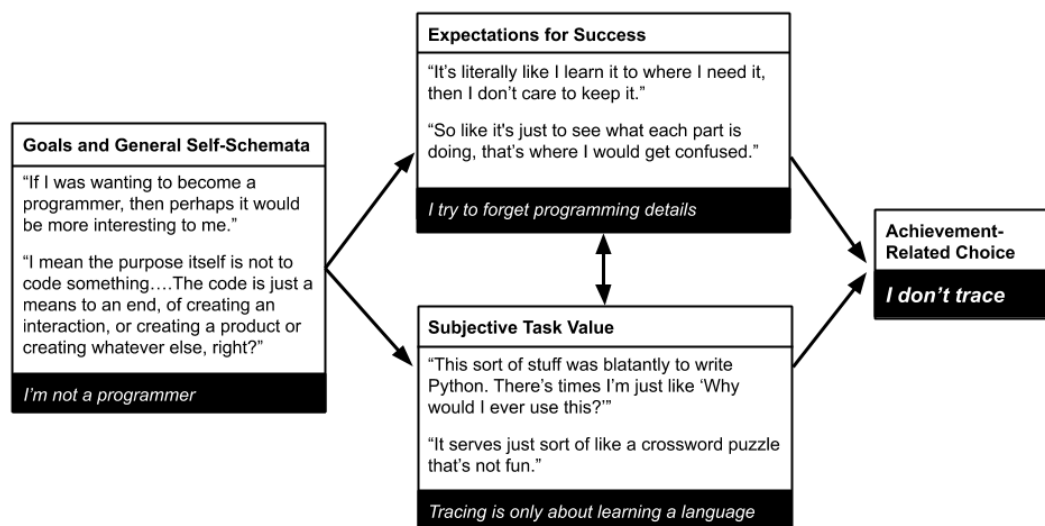 Goals and General Self-Schemata
“If I was wanting to become a
programmer, then perhaps it would
be more interesting to me.”
“I mean the purpose itself is not to
code something….The code is just a
means to an end, of creating an
interaction, or creating a product or
creating whatever else, right?”
I’m not a programmer
Expectations for Success
“It’s literally like I learn it to where I need it,
then I don’t care to keep it.”
“So like it's just to see what each part is
doing, that’s where I would get confused.”
I try to forget programming details
Subjective Task Value
“This sort of stuff was blatantly to write
Python. There’s times I’m just like ‘Why
would I ever use this?’”
“It serves just sort of like a crossword puzzle
that’s not fun.”
Tracing is only about learning a language
Achievement-
Related Choice
I don’t trace